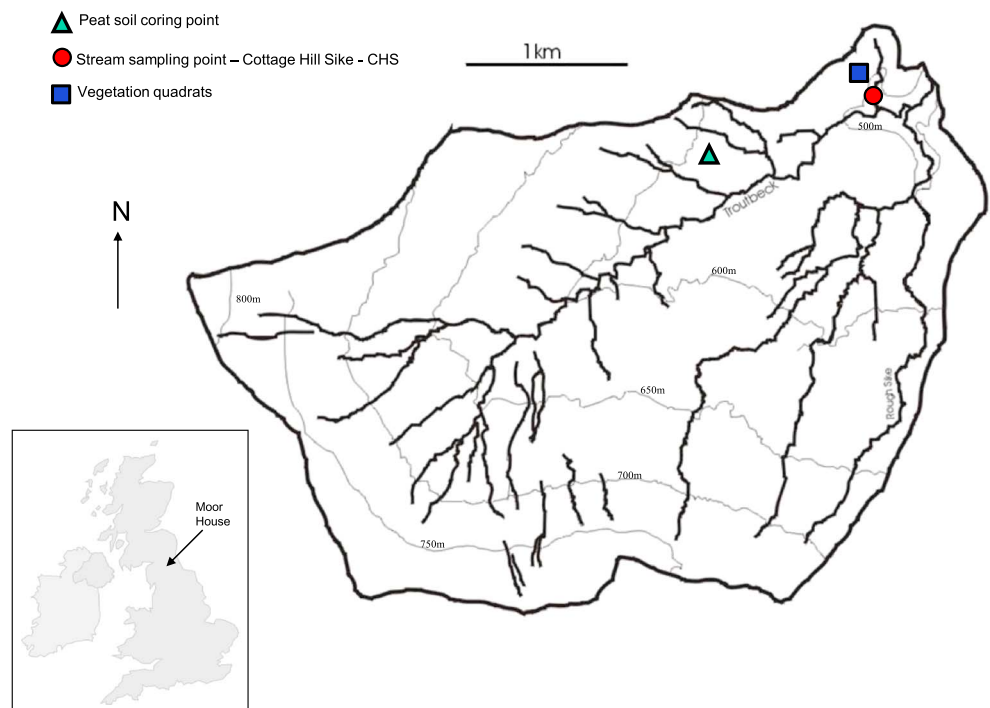 Peat soil coring point
Stream sampling point – Cottage Hill Sike - CHS
Vegetation quadrats
1km
N
500m
Troutbeck
600m
800m
650m
Rough Sike
700m
750m
Moor
House